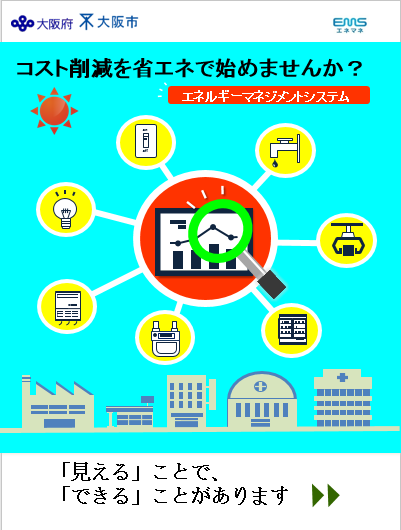 大阪府 大阪市 EMS
エネマネ
コスト削減を省エネで始めませんか？
エネルギーマネジメントシステム
「見える」ことで、
「できる」ことがあります